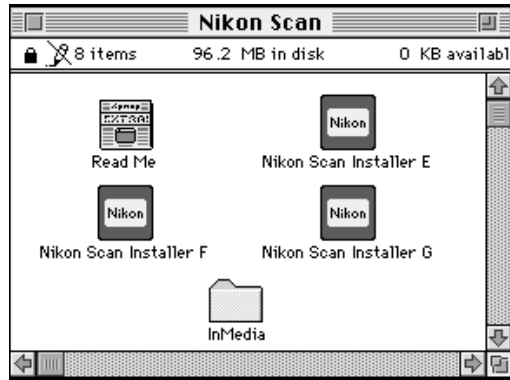 Nikon Scan
8 items 96.2 MB in disk 0 KB availabl
EXTRA!
Read Me
Nikon
Nikon Scan Installer E
Nikon
Nikon Scan Installer F
Nikon
Nikon Scan Installer G
InMedia